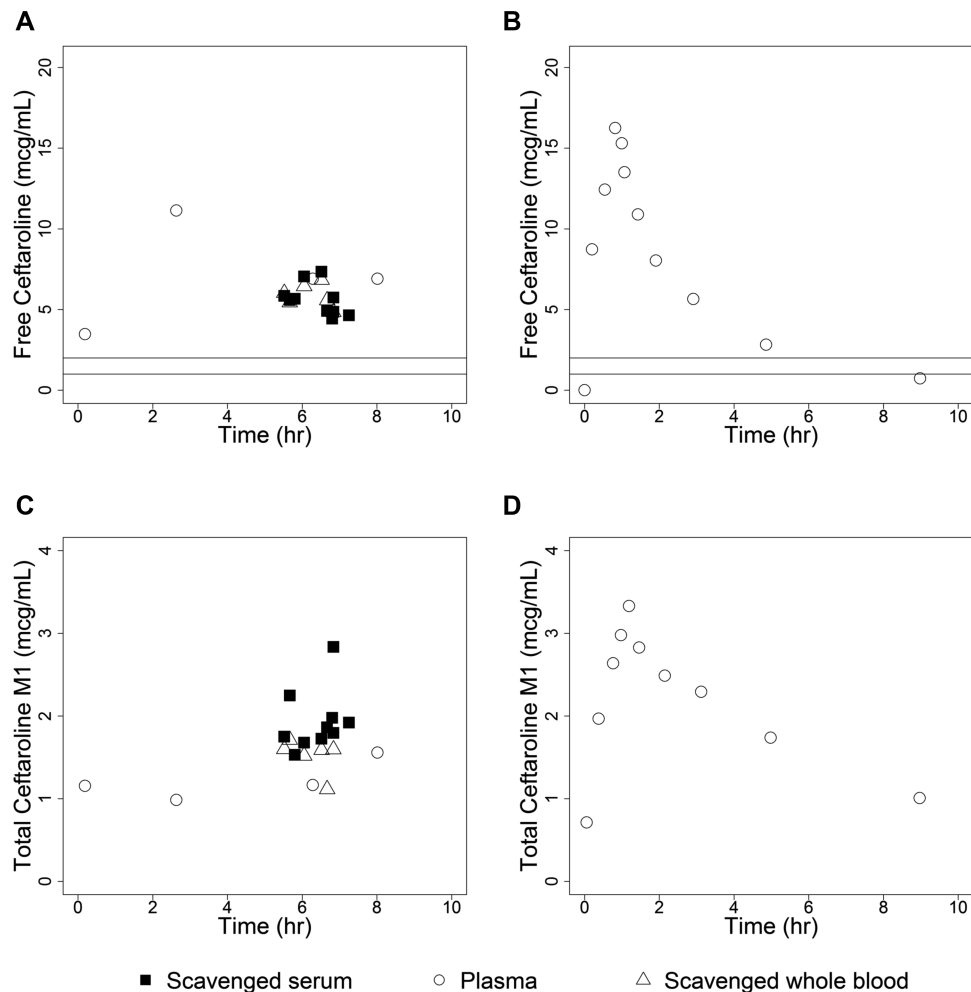 A
B
Free Ceftaroline (mcg/mL)
0 5 10 15 20
0 2 4 6 8 10
Time (hr)
Free Ceftaroline (mcg/mL)
0 5 10 15 20
0 2 4 6 8 10
Time (hr)
C
D
Total Ceftaroline M1 (mcg/mL)
0 1 2 3 4
0 2 4 6 8 10
Time (hr)
Total Ceftaroline M1 (mcg/mL)
0 1 2 3 4
0 2 4 6 8 10
Time (hr)
Scavenged serum Plasma Scavenged whole blood